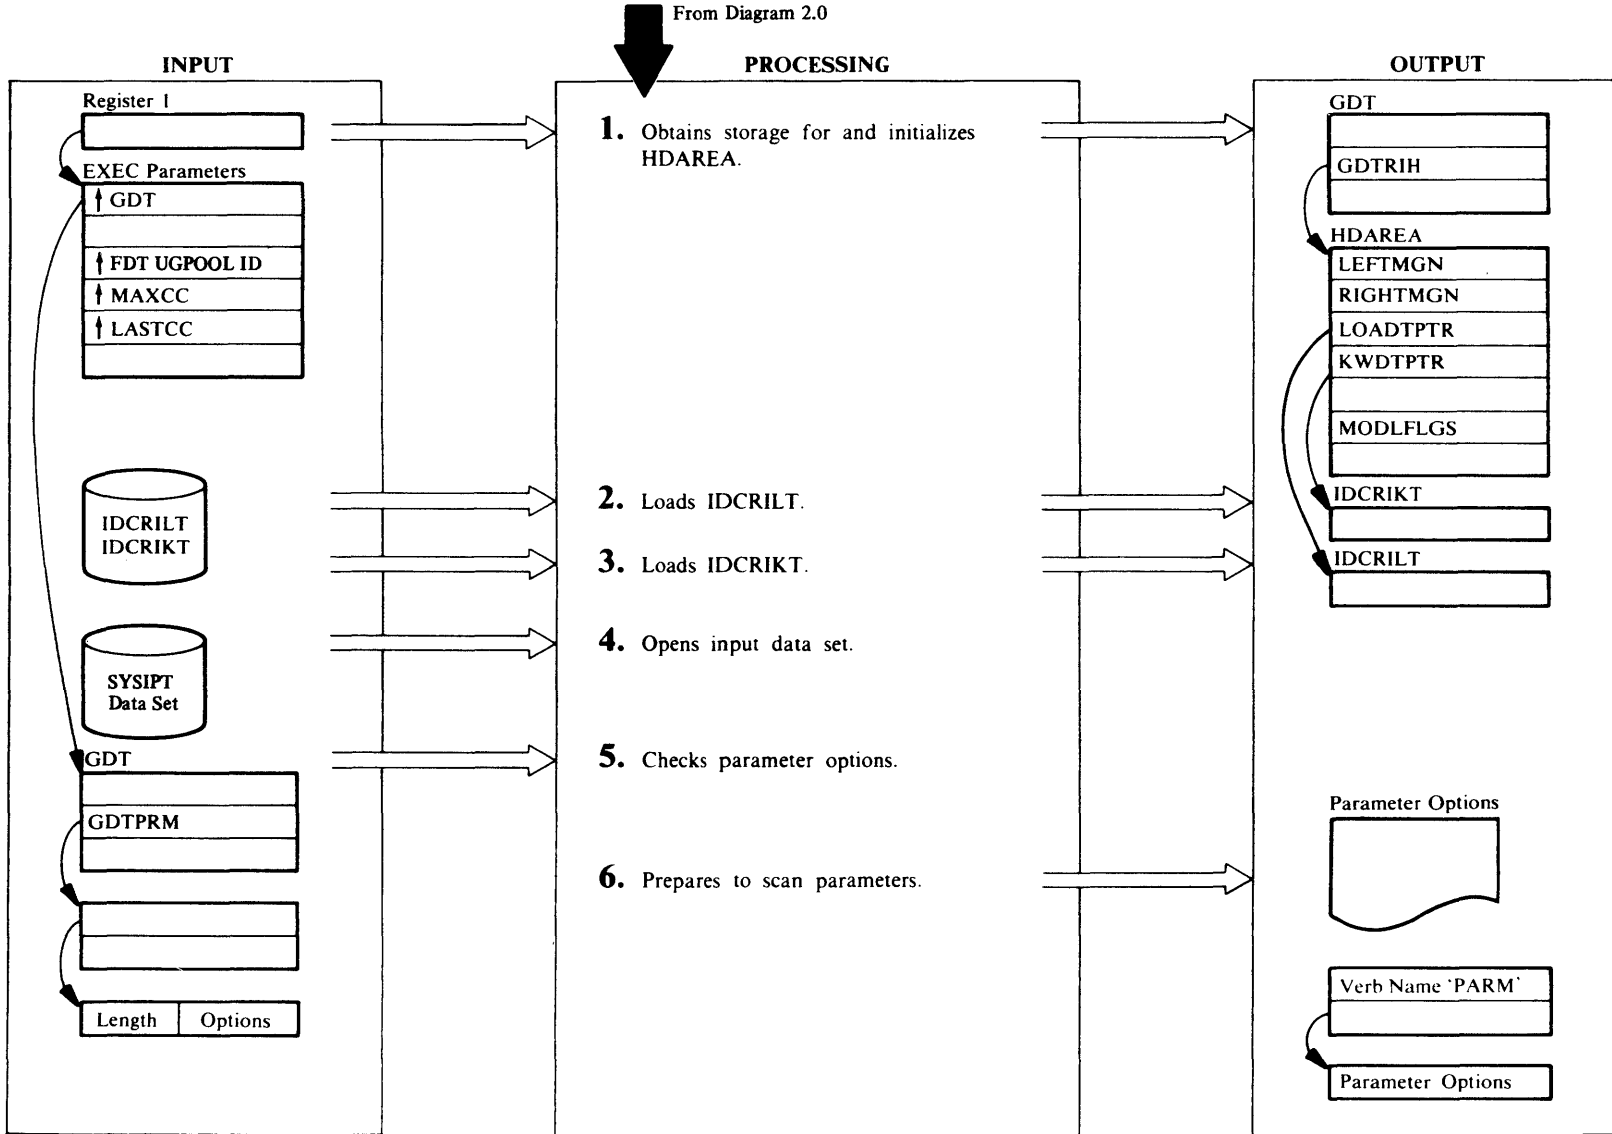 From Diagram 2.0
INPUT
Register 1
EXEC Parameters
GDT
FDT UGPOOL ID
MAXCC
LASTCC
IDCRILT
IDCRIKT
SYSIPT
Data Set
GDT
GDTPRM
Length Options
PROCESSING
1. Obtains storage for and initializes
HDAREA.
2. Loads IDCRILT.
3. Loads IDCRIKT.
4. Opens input data set.
5. Checks parameter options.
6. Prepares to scan parameters.
OUTPUT
GDT
GDTRIH
HDAREA
LEFTMGN
RIGHTMGN
LOADTPTR
KWDTPTR
MODLFLGS
IDCRIKT
IDCRILT
Parameter Options
Verb Name 'PARM'
Parameter Options